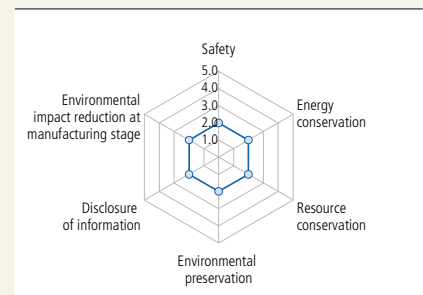 Safety
5.0
4.0
3.0
2.0
1.0
Environmental
impact reduction at
manufacturing stage
Energy
conservation
Disclosure
of information
Resource
conservation
Environmental
preservation